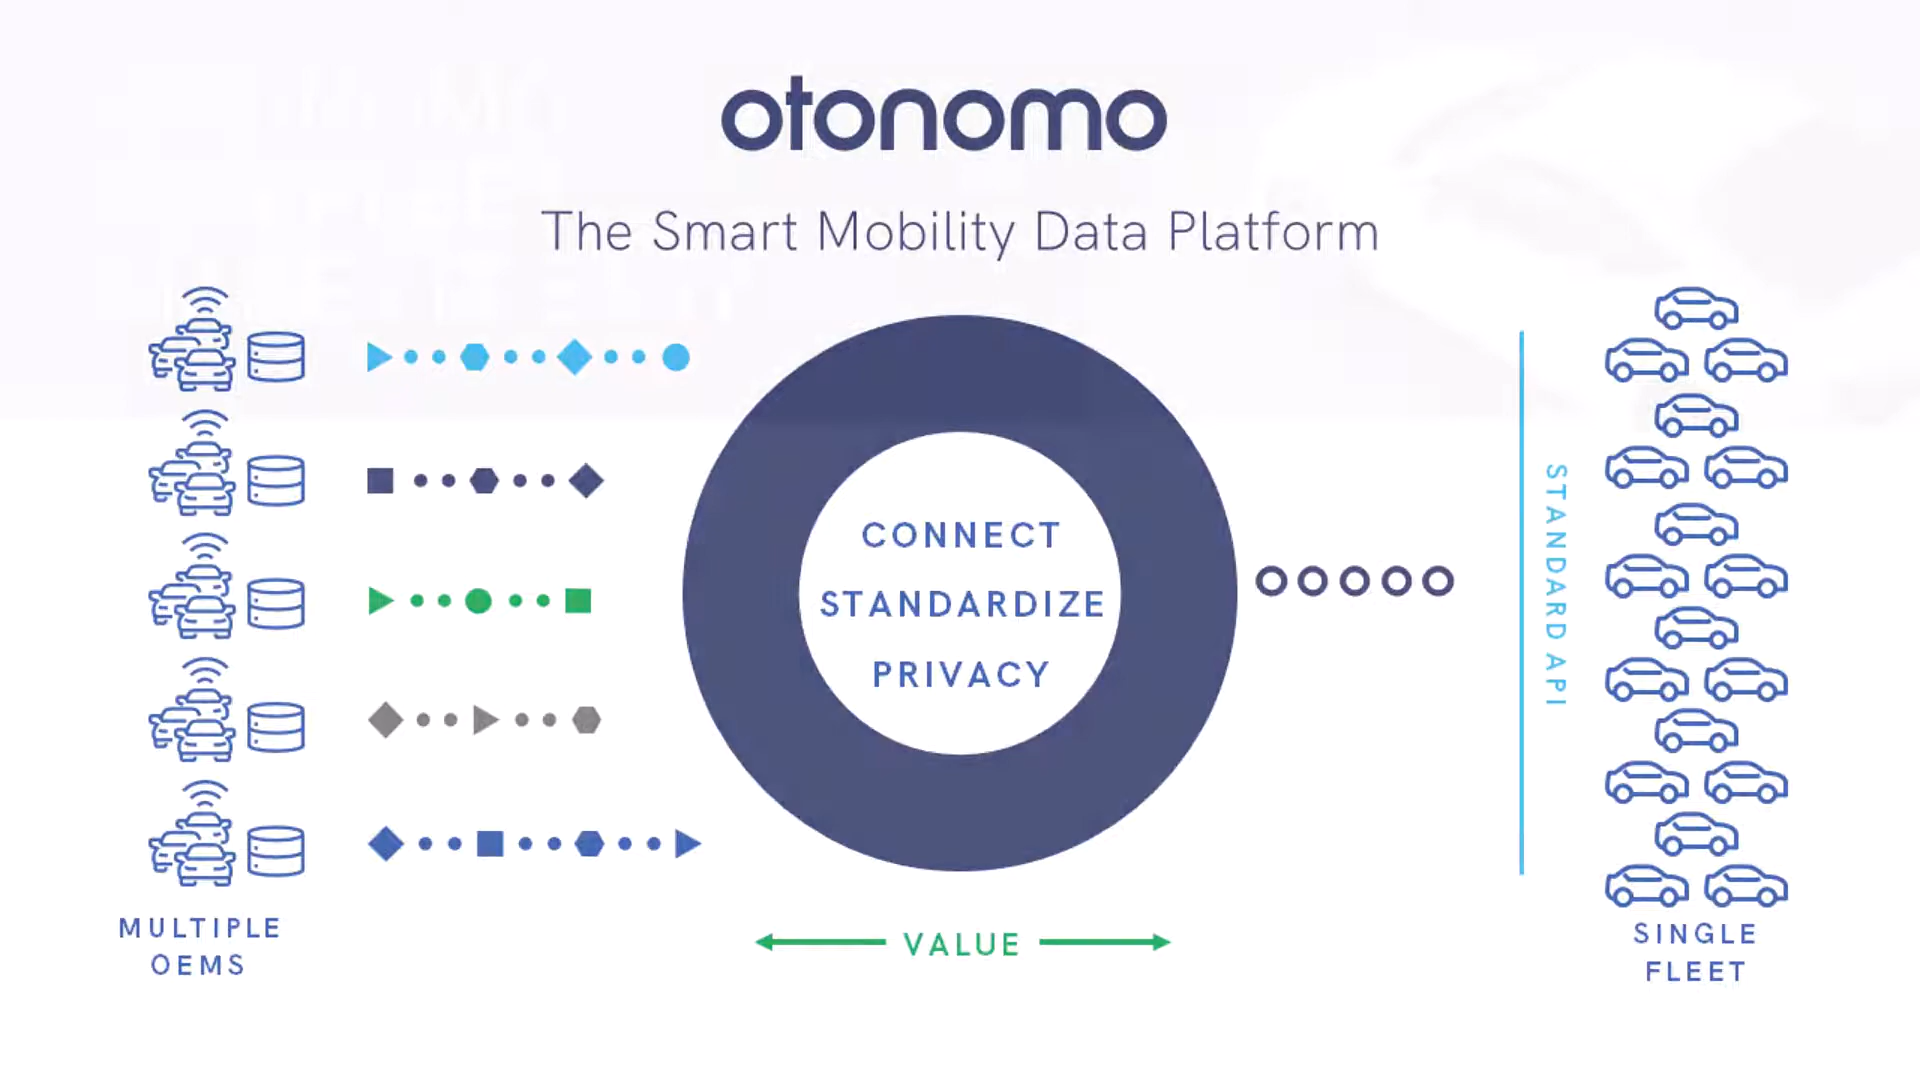 otonomo
The Smart Mobility Data Platform
CONNECT
STANDARDIZE
PRIVACY
STANDARD API
VALUE
MULTIPLE
OEMS
SINGLE
FLEET